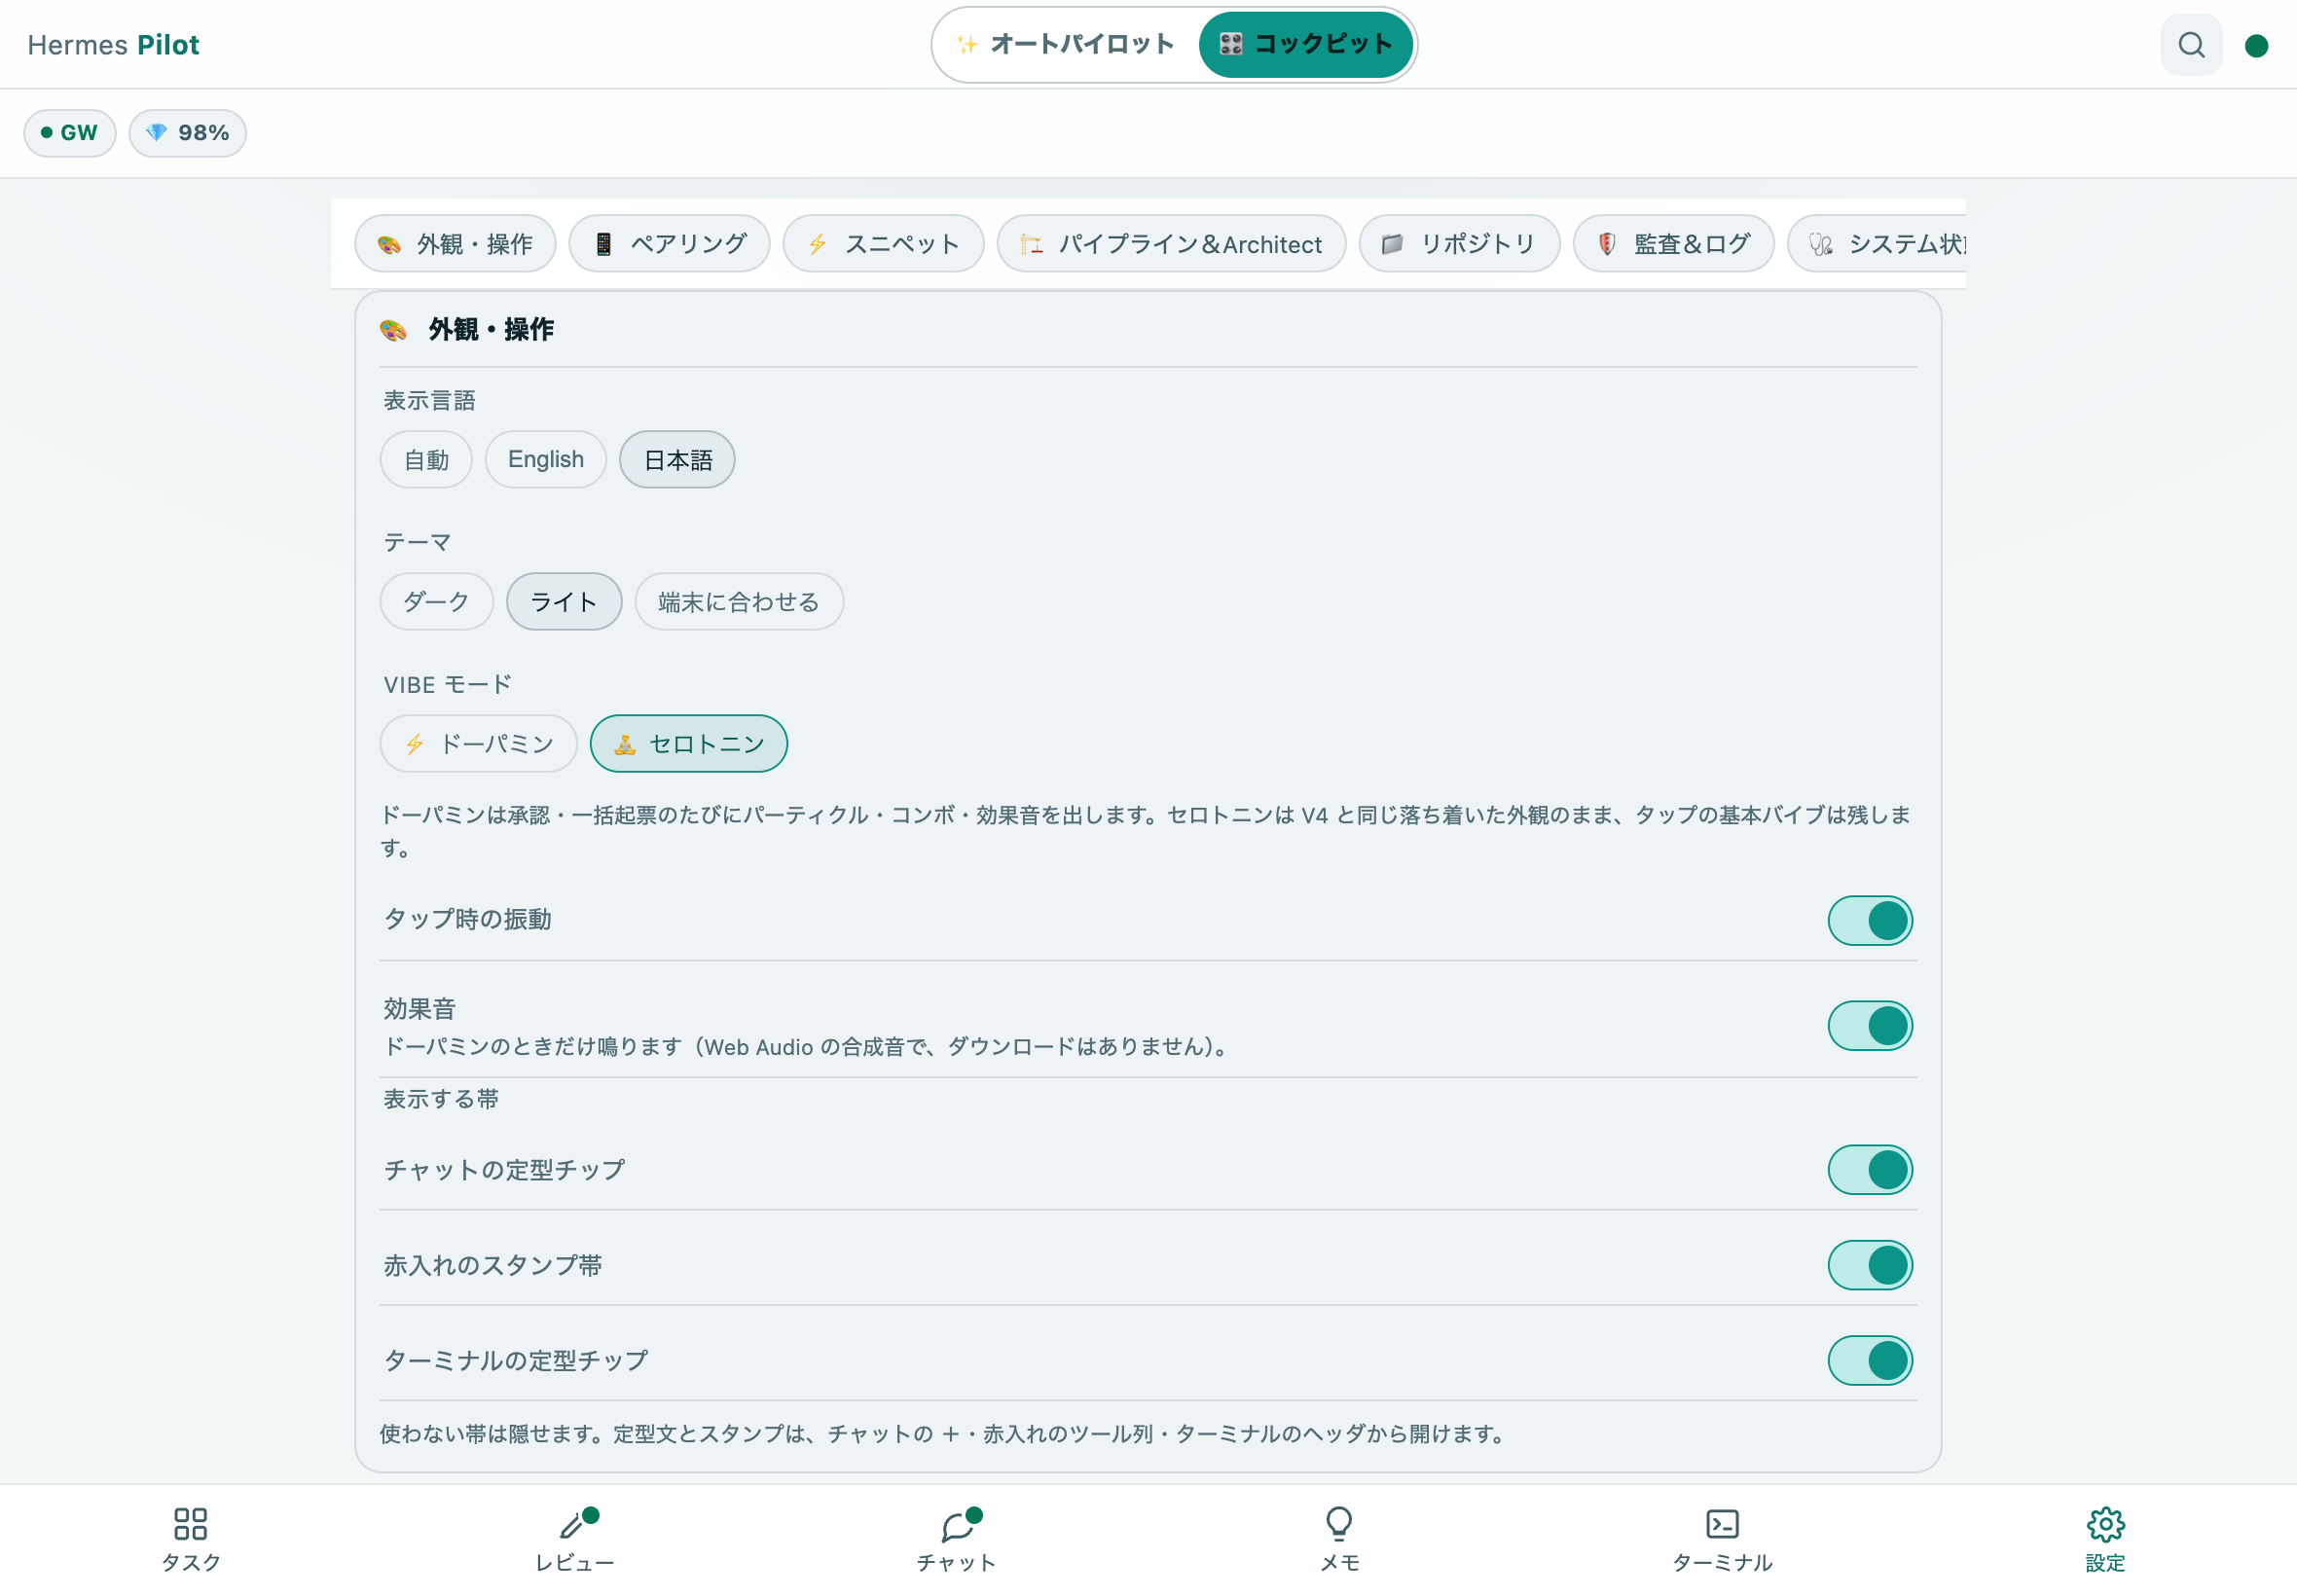 Hermes Pilot
✨ オートパイロット
🎛️ コックピット
GW
💎 98%
🎨 外観・操作
📱 ペアリング
⚡ スニペット
🏗️ パイプライン＆Architect
📁 リポジトリ
🛡️ 監査＆ログ
🩺 システム状
🎨 外観・操作
表示言語
自動
English
日本語
テーマ
ダーク
ライト
端末に合わせる
VIBE モード
⚡ ドーパミン
🧘 セロトニン
ドーパミンは承認・一括起票のたびにパーティクル・コンボ・効果音を出します。セロトニンは V4 と同じ落ち着いた外観のまま、タップの基本バイブは残しま
す。
タップ時の振動
効果音
ドーパミンのときだけ鳴ります（Web Audio の合成音で、ダウンロードはありません）。
表示する帯
チャットの定型チップ
赤入れのスタンプ帯
ターミナルの定型チップ
使わない帯は隠せます。定型文とスタンプは、チャットの ＋・赤入れのツール列・ターミナルのヘッダから開けます。
タスク
レビュー
チャット
メモ
ターミナル
設定